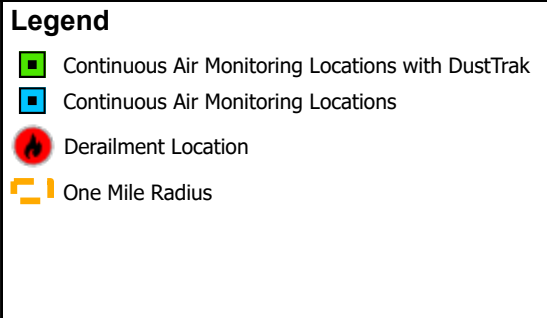 Legend
Continuous Air Monitoring Locations with DustTrak
Continuous Air Monitoring Locations
Derailment Location
One Mile Radius